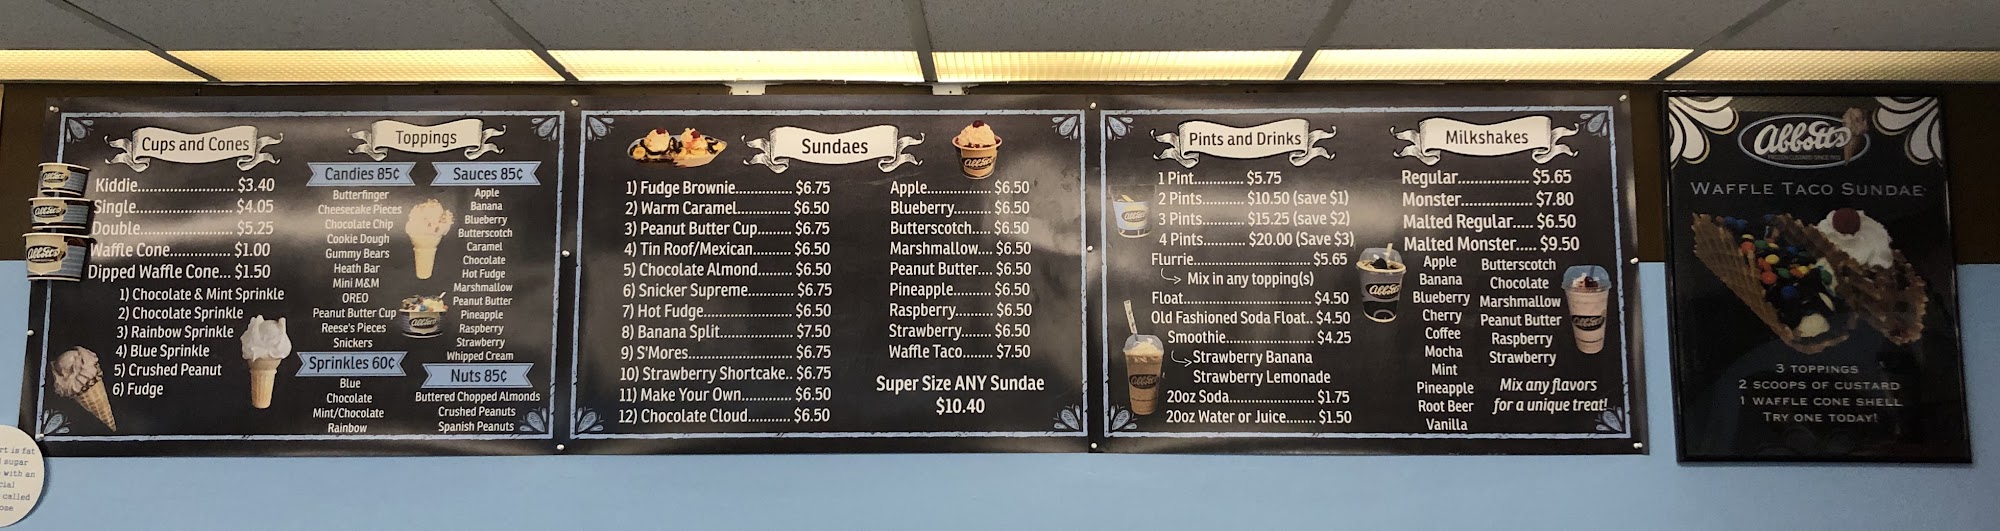 Cups and Cones
Kiddie...................... $3.40
Single....................... $4.05
Double...................... $5.25
Waffle Cone............... $1.00
Dipped Waffle Cone... $1.50
1) Chocolate & Mint Sprinkle
2) Chocolate Sprinkle
3) Rainbow Sprinkle
4) Blue Sprinkle
5) Crushed Peanut
6) Fudge
Toppings
Candies 85¢
Butterfinger
Cheesecake Pieces
Chocolate Chip
Cookie Dough
Gummy Bears
Heath Bar
Mini M&M
OREO
Peanut Butter Cup
Reese's Pieces
Snickers
Sprinkles 60¢
Blue
Chocolate
Mint/Chocolate
Rainbow
Sauces 85¢
Apple
Banana
Blueberry
Butterscotch
Caramel
Chocolate
Hot Fudge
Marshmallow
Peanut Butter
Pineapple
Raspberry
Strawberry
Whipped Cream
Nuts 85¢
Buttered Chopped Almonds
Crushed Peanuts
Spanish Peanuts
Sundaes
1) Fudge Brownie.............. $6.75
2) Warm Caramel............. $6.50
3) Peanut Butter Cup........ $6.75
4) Tin Roof/Mexican......... $6.50
5) Chocolate Almond........ $6.50
6) Snicker Supreme.......... $6.75
7) Hot Fudge.................... $6.50
8) Banana Split................. $7.50
9) S'Mores....................... $6.75
10) Strawberry Shortcake.. $6.75
11) Make Your Own........... $6.50
12) Chocolate Cloud.......... $6.50
Apple............... $6.50
Blueberry......... $6.50
Butterscotch..... $6.50
Marshmallow.... $6.50
Peanut Butter.... $6.50
Pineapple......... $6.50
Raspberry......... $6.50
Strawberry....... $6.50
Waffle Taco....... $7.50
Super Size ANY Sundae
$10.40
Pints and Drinks
1 Pint............ $5.75
2 Pints........... $10.50 (save $1)
3 Pints........... $15.25 (save $2)
4 Pints.......... $20.00 (Save $3)
Flurrie............................ $5.65
Mix in any topping(s)
Float................................ $4.50
Old Fashioned Soda Float.. $4.50
Smoothie......................... $4.25
Strawberry Banana
Strawberry Lemonade
20oz Soda........................ $1.75
20oz Water or Juice........ $1.50
Milkshakes
Regular................. $5.65
Monster................. $7.80
Malted Regular..... $6.50
Malted Monster..... $9.50
Apple
Banana
Blueberry
Cherry
Coffee
Mocha
Mint
Pineapple
Root Beer
Vanilla
Butterscotch
Chocolate
Marshmallow
Peanut Butter
Raspberry
Strawberry
Mix any flavors
for a unique treat!
Abbotts
FROZEN CUSTARD SINCE 1902
WAFFLE TACO SUNDAE
3 TOPPINGS
2 SCOOPS OF CUSTARD
1 WAFFLE CONE SHELL
TRY ONE TODAY!
is fat
sugar
with an
called